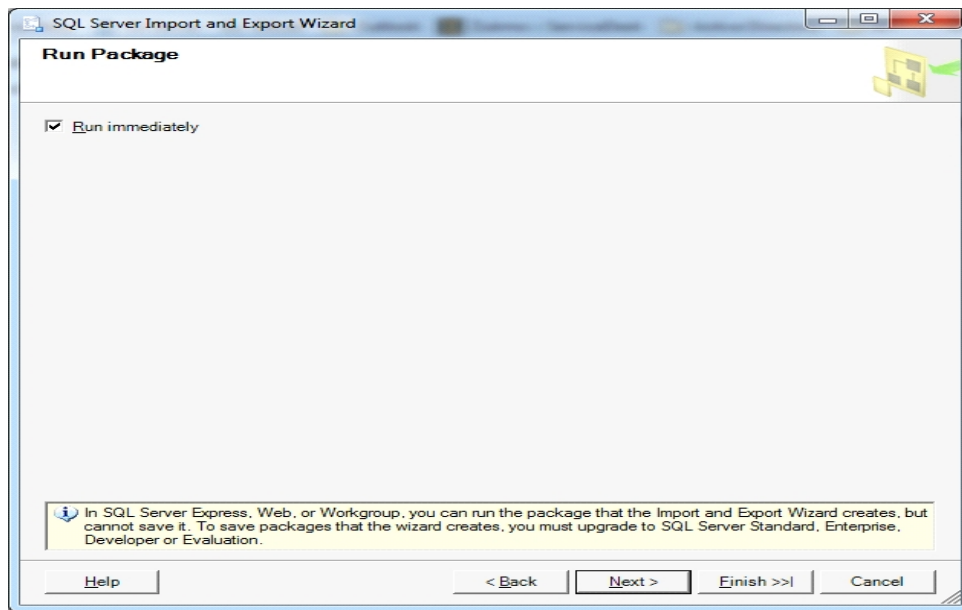 SQL Server Import and Export Wizard
Run Package
Run immediately
In SQL Server Express, Web, or Workgroup, you can run the package that the Import and Export Wizard creates, but
cannot save it. To save packages that the wizard creates, you must upgrade to SQL Server Standard, Enterprise,
Developer or Evaluation.
Help
< Back
Next >
Finish >>|
Cancel